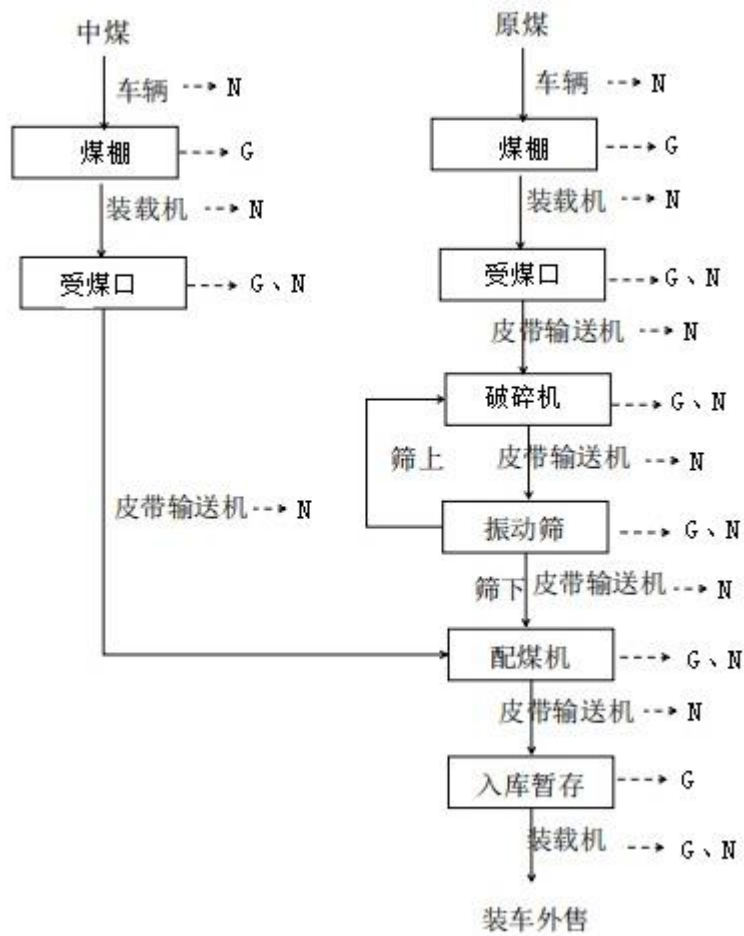 中煤
车辆 N
煤棚 G
装载机 N
受煤口 G、N
皮带输送机 N
原煤
车辆 N
煤棚 G
装载机 N
受煤口 G、N
皮带输送机 N
破碎机 G、N
筛上 皮带输送机 N
振动筛 G、N
筛下 皮带输送机 N
配煤机 G、N
皮带输送机 N
入库暂存 G
装载机 G、N
装车外售